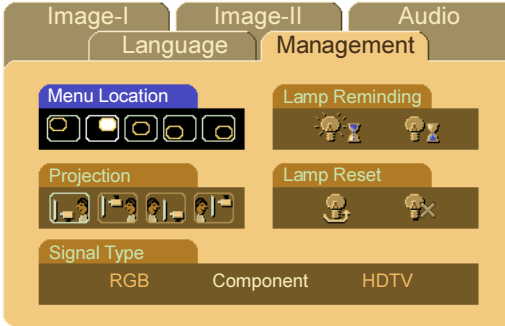 Image-I Image-II Audio
Language Management
Menu Location Lamp Reminding
Projection Lamp Reset
Signal Type
RGB Component HDTV